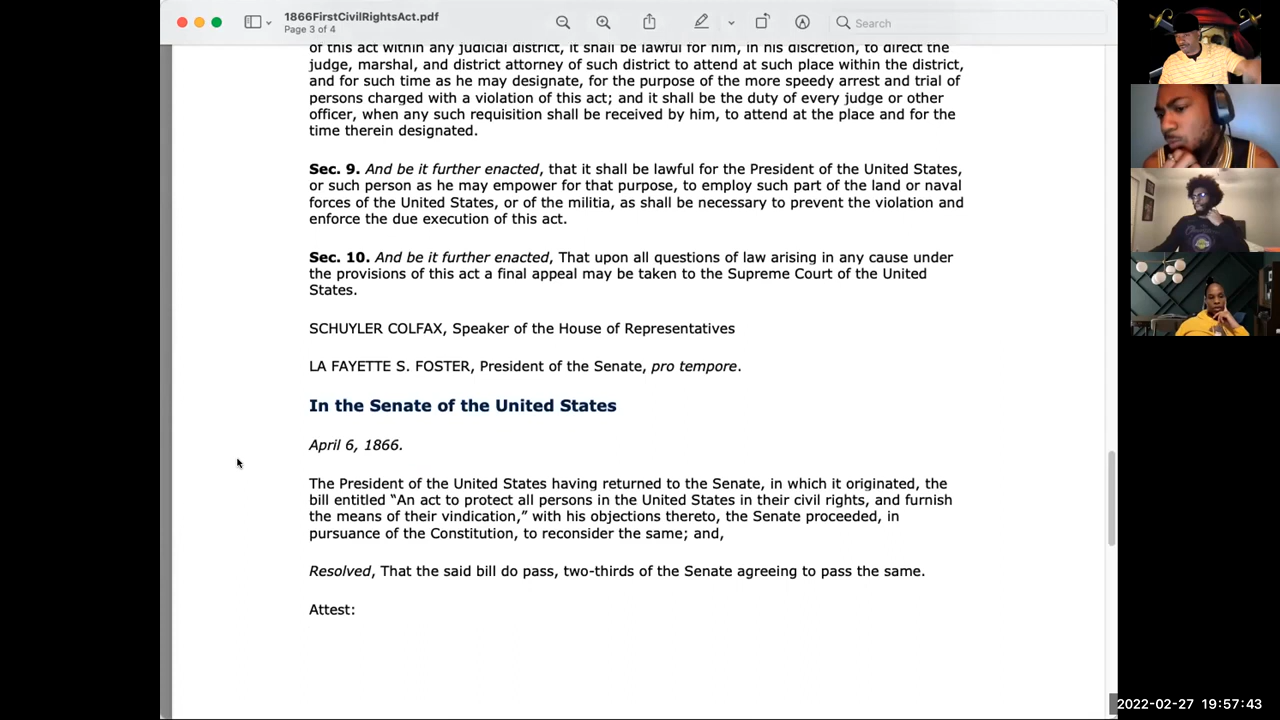 1866FirstCivilRightsAct.pdf
Page 3 of 4
Search
of this act within any judicial district, it shall be lawful for him, in his discretion, to direct the
judge, marshal, and district attorney of such district to attend at such place within the district,
and for such time as he may designate, for the purpose of the more speedy arrest and trial of
persons charged with a violation of this act; and it shall be the duty of every judge or other
officer, when any such requisition shall be received by him, to attend at the place and for the
time therein designated.
Sec. 9. And be it further enacted, that it shall be lawful for the President of the United States,
or such person as he may empower for that purpose, to employ such part of the land or naval
forces of the United States, or of the militia, as shall be necessary to prevent the violation and
enforce the due execution of this act.
Sec. 10. And be it further enacted, That upon all questions of law arising in any cause under
the provisions of this act a final appeal may be taken to the Supreme Court of the United
States.
SCHUYLER COLFAX, Speaker of the House of Representatives
LA FAYETTE S. FOSTER, President of the Senate, pro tempore.
In the Senate of the United States
April 6, 1866.
The President of the United States having returned to the Senate, in which it originated, the
bill entitled “An act to protect all persons in the United States in their civil rights, and furnish
the means of their vindication,” with his objections thereto, the Senate proceeded, in
pursuance of the Constitution, to reconsider the same; and,
Resolved, That the said bill do pass, two-thirds of the Senate agreeing to pass the same.
Attest:
2022-02-27 19:57:43